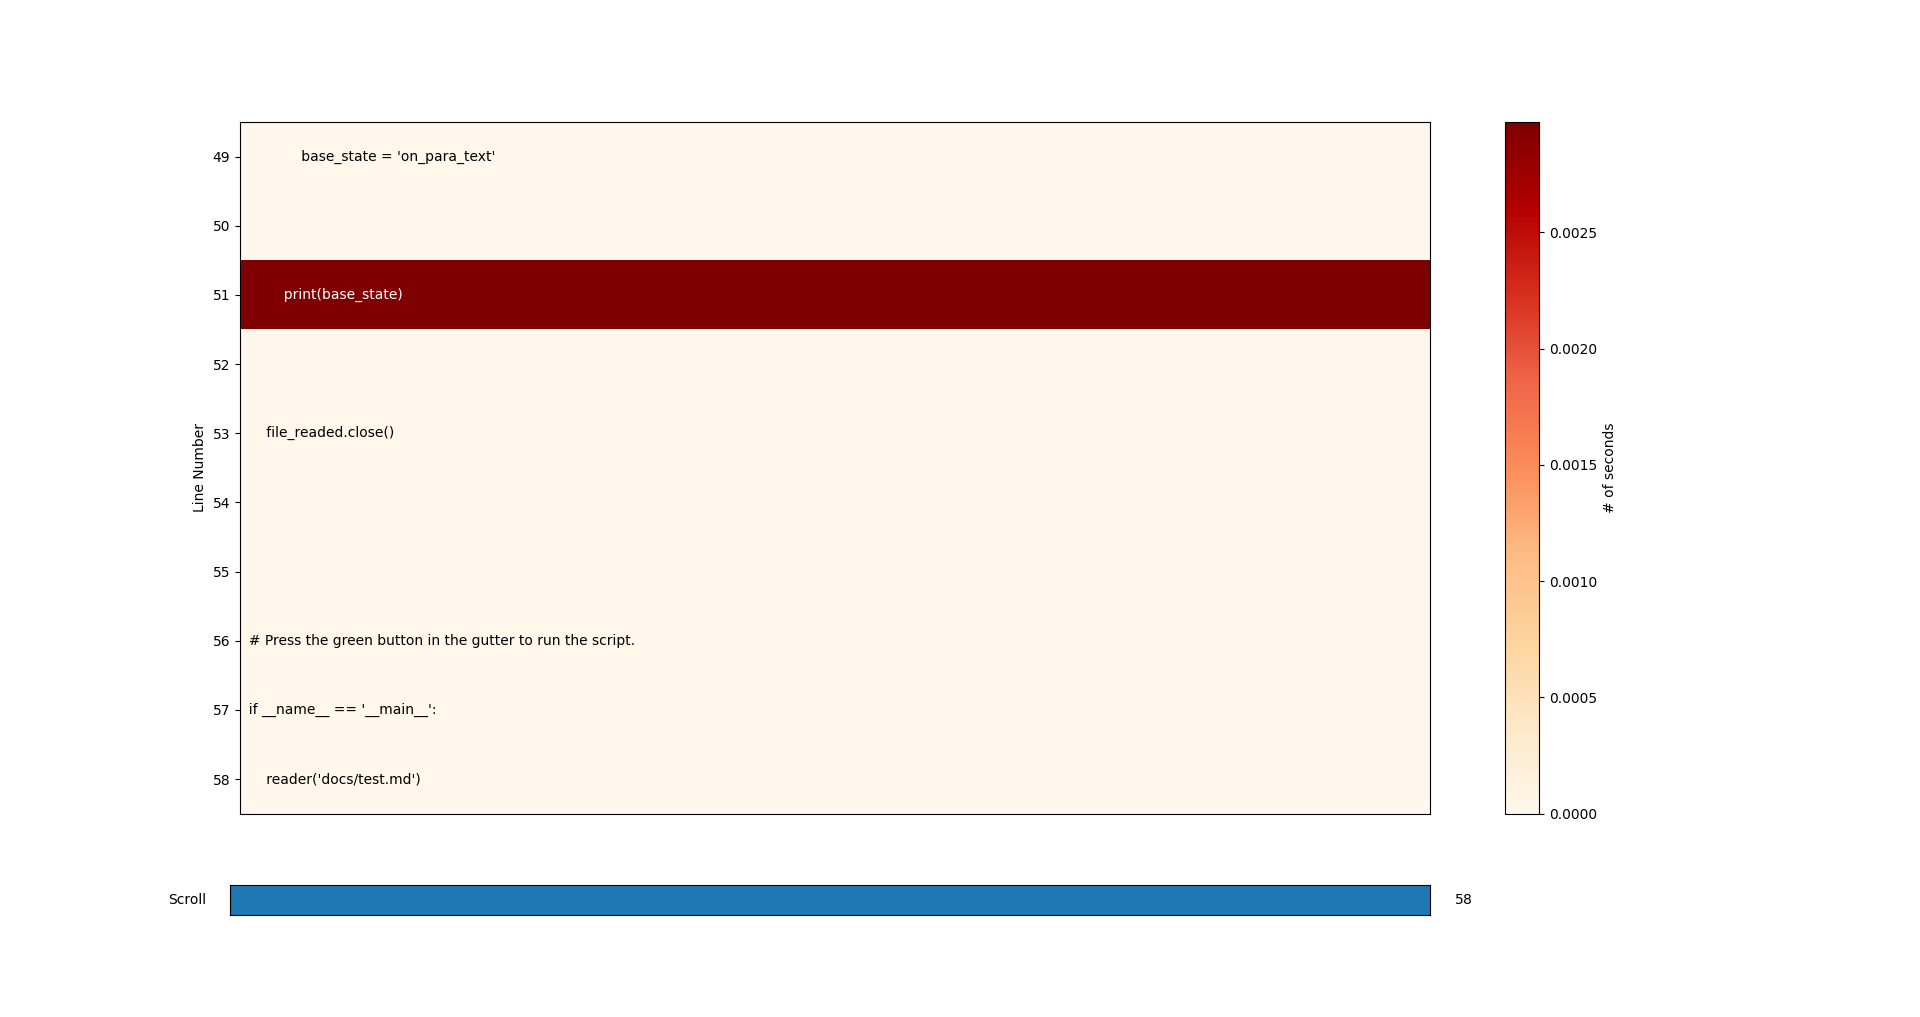 49 base_state = 'on_para_text'
50
51 print(base_state)
52
53 file_readed.close()
54
55
56 # Press the green button in the gutter to run the script.
57 if __name__ == '__main__':
58 reader('docs/test.md')
Line Number
0.0025
0.0020
0.0015
0.0010
0.0005
0.0000
# of seconds
Scroll 58